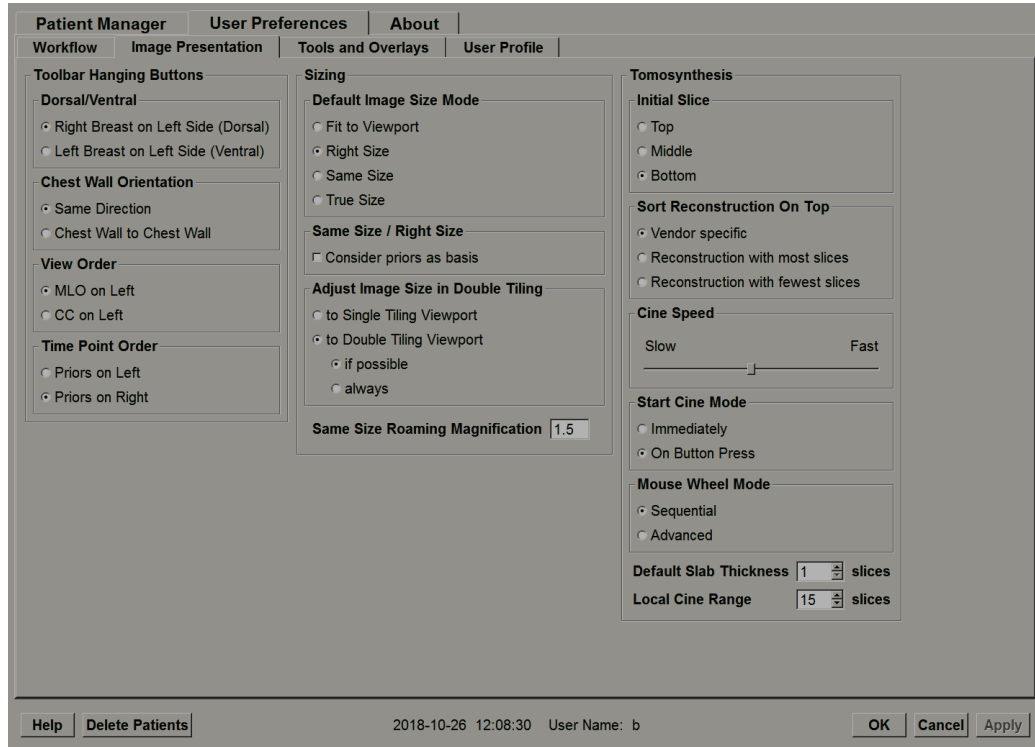 Patient Manager User Preferences About
Workflow Image Presentation Tools and Overlays User Profile
Toolbar Hanging Buttons
Dorsal/Ventral
Right Breast on Left Side (Dorsal)
Left Breast on Left Side (Ventral)
Chest Wall Orientation
Same Direction
Chest Wall to Chest Wall
View Order
MLO on Left
CC on Left
Time Point Order
Priors on Left
Priors on Right
Sizing
Default Image Size Mode
Fit to Viewport
Right Size
Same Size
True Size
Same Size / Right Size
Consider priors as basis
Adjust Image Size in Double Tiling
to Single Tiling Viewport
to Double Tiling Viewport
if possible
always
Same Size Roaming Magnification 1.5
Tomosynthesis
Initial Slice
Top
Middle
Bottom
Sort Reconstruction On Top
Vendor specific
Reconstruction with most slices
Reconstruction with fewest slices
Cine Speed
Slow Fast
Start Cine Mode
Immediately
On Button Press
Mouse Wheel Mode
Sequential
Advanced
Default Slab Thickness 1 slices
Local Cine Range 15 slices
Help Delete Patients 2018-10-26 12:08:30 User Name: b OK Cancel Apply